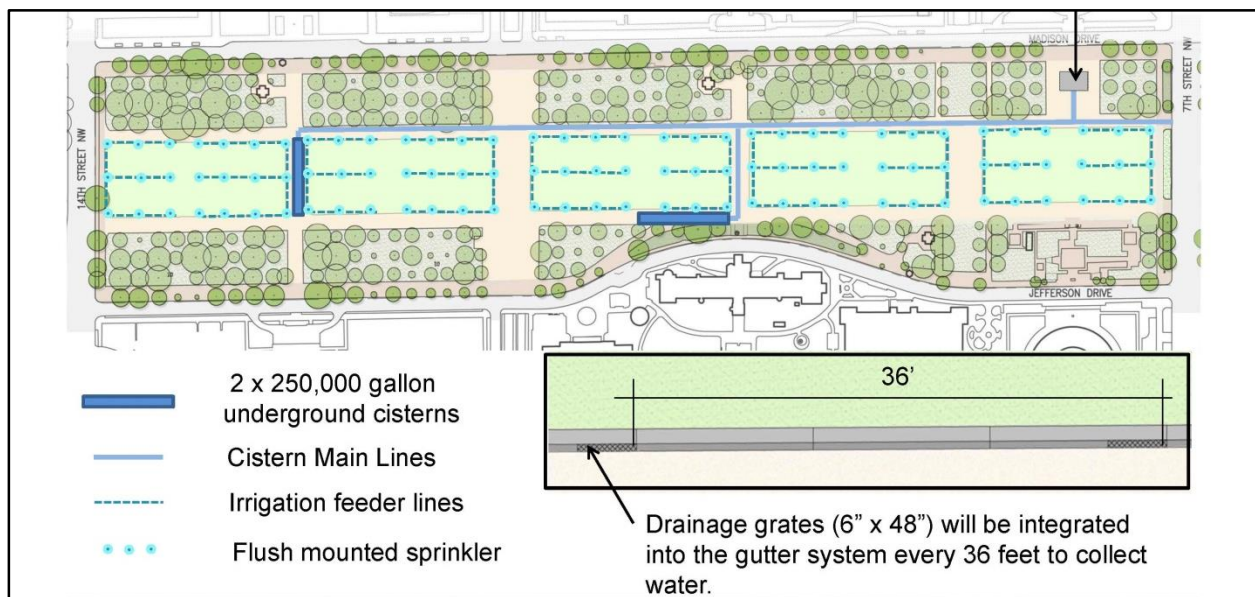 MADISON DRIVE
7TH STREET NW
14TH STREET NW
JEFFERSON DRIVE
2 x 250,000 gallon
underground cisterns
Cistern Main Lines
Irrigation feeder lines
Flush mounted sprinkler
36’
Drainage grates (6” x 48”) will be integrated
into the gutter system every 36 feet to collect
water.